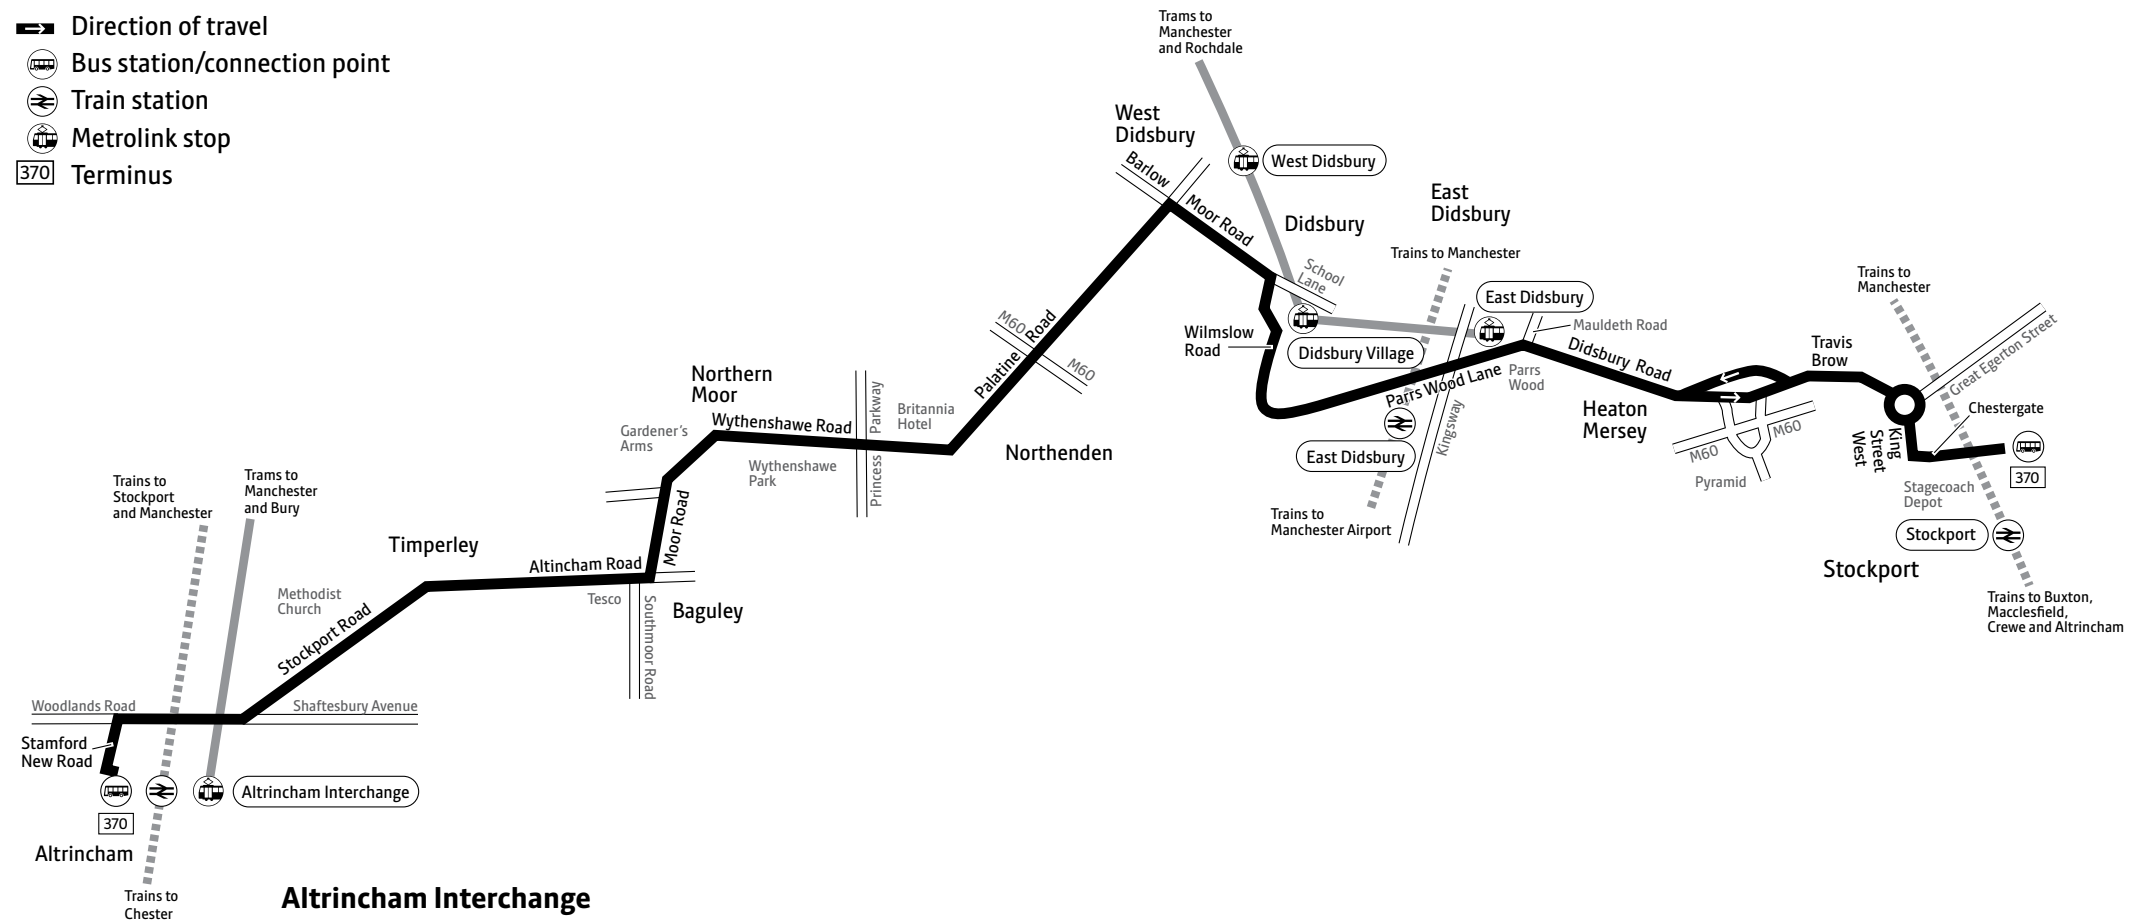 Direction of travel
Bus station/connection point
Train station
Metrolink stop
370 Terminus
Trams to
Manchester
and Rochdale
West
Didsbury
West Didsbury
Barlow
Moor Road
Didsbury
East
Didsbury
Trains to Manchester
School
Lane
East Didsbury
Mauldeth Road
Wilmslow
Road
Didsbury Village
Parrs Wood Lane
Parrs
Wood
Didsbury Road
Kingsway
East Didsbury
Trains to
Manchester Airport
Heaton
Mersey
M60
M60
Pyramid
Travis
Brow
Trains to
Manchester
Great Egerton Street
Chestergate
King
Street
West
370
Stagecoach
Depot
Stockport
Stockport
Trains to Buxton,
Macclesfield,
Crewe and Altrincham
M60
M60
Palatine Road
Northenden
Northern
Moor
Gardener's
Arms
Wythenshawe Road
Wythenshawe
Park
Princess Parkway
Britannia
Hotel
Moor Road
Altincham Road
Tesco
Southmoor Road
Baguley
Timperley
Trains to
Stockport
and Manchester
Trams to
Manchester
and Bury
Methodist
Church
Stockport Road
Woodlands Road
Shaftesbury Avenue
Stamford
New Road
Altrincham Interchange
370
Altrincham
Trains to
Chester
Altrincham Interchange